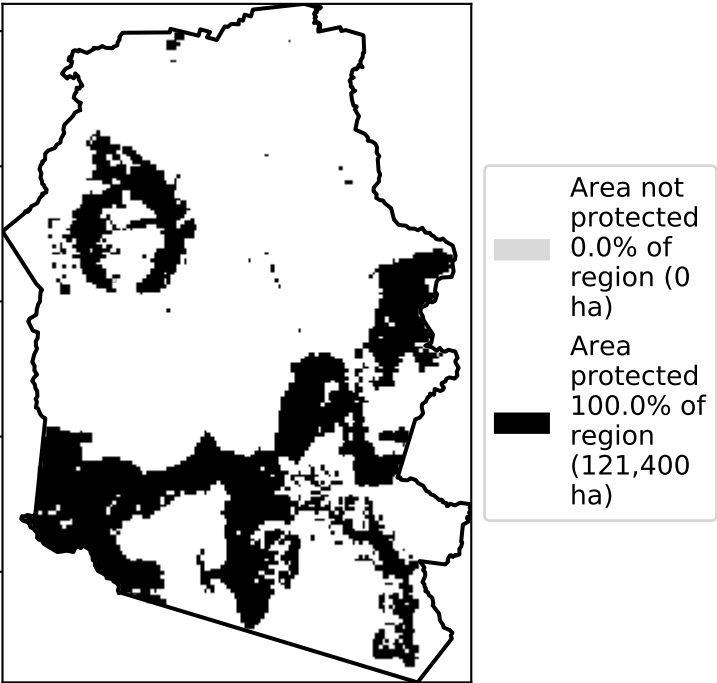 Area not
protected
0.0% of
region (0
ha)
Area
protected
100.0% of
region
(121,400
ha)